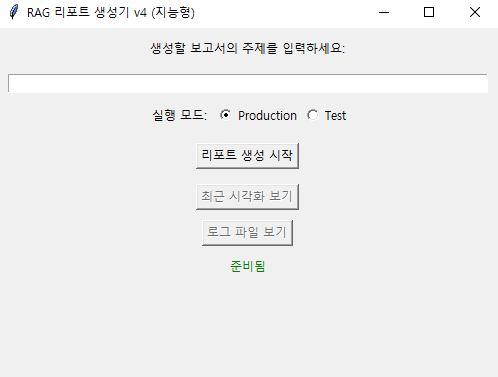 RAG 리포트 생성기 v4 (지능형)
생성할 보고서의 주제를 입력하세요:
실행 모드: Production Test
리포트 생성 시작
최근 시각화 보기
로그 파일 보기
준비됨